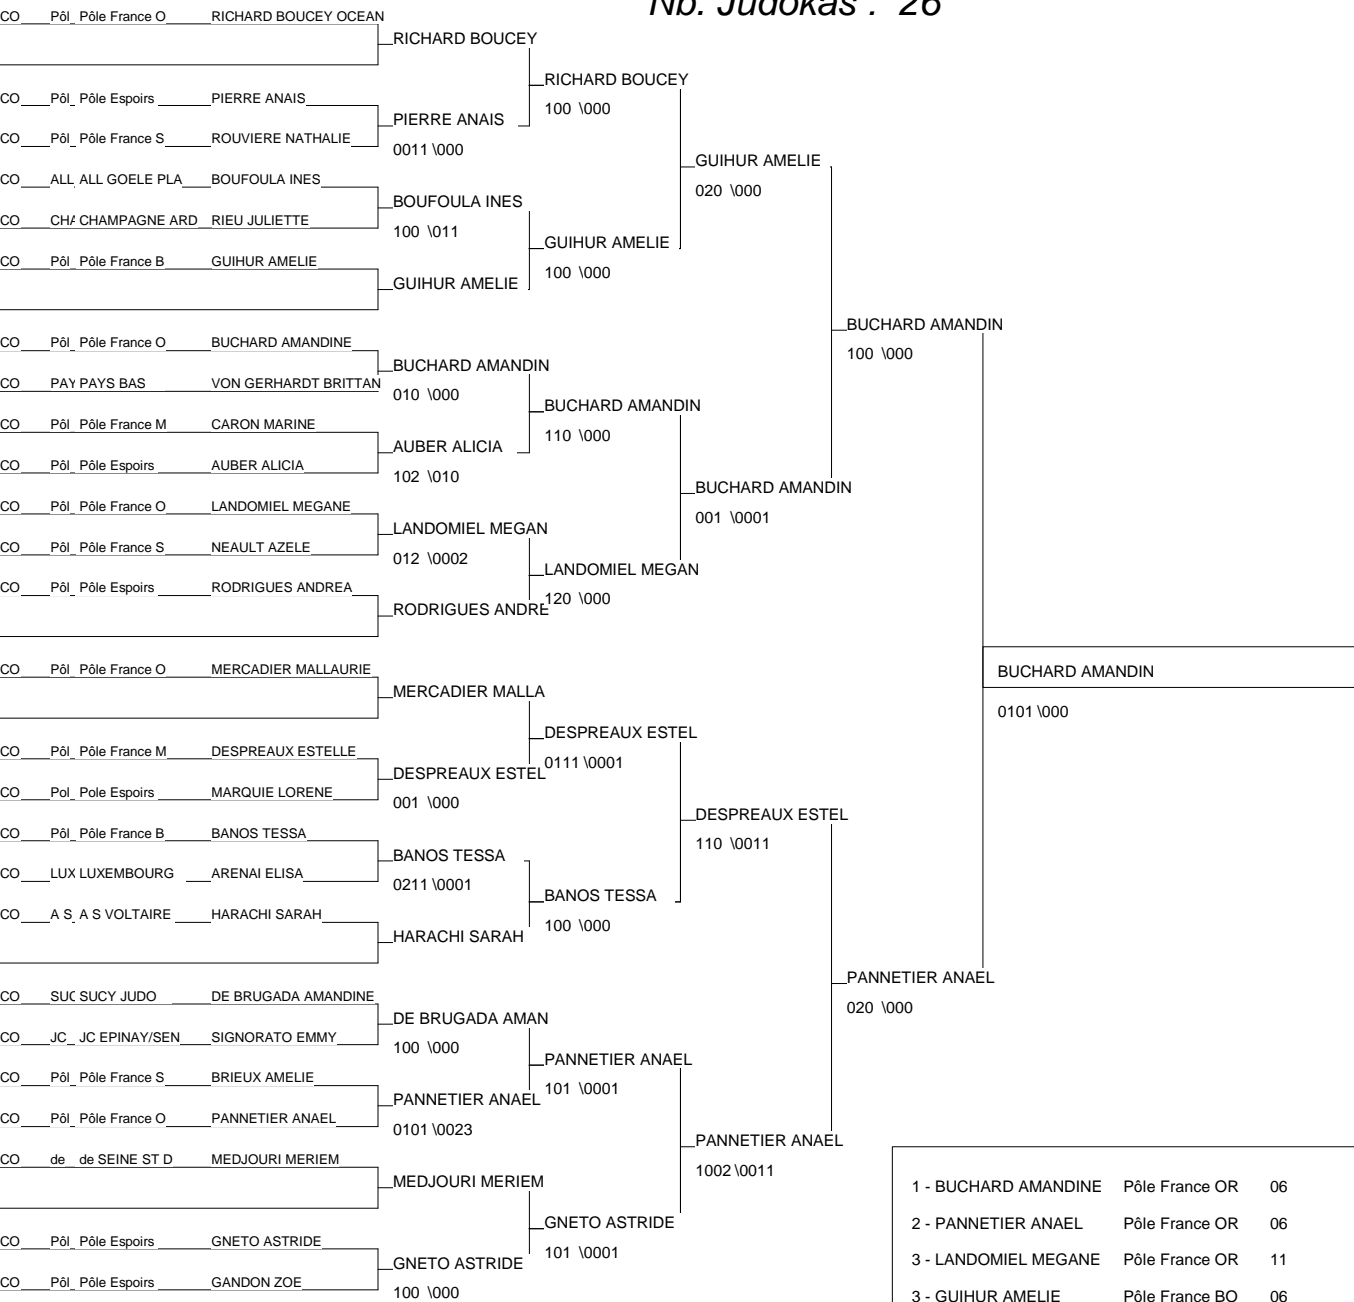 Nb. Judokas : 26
CO Pôl Pôle France O RICHARD BOUCEY OCEAN
RICHARD BOUCEY
RICHARD BOUCEY
CO Pôl Pôle Espoirs PIERRE ANAIS
100 \000
PIERRE ANAIS
CO Pôl Pôle France S ROUVIERE NATHALIE
0011 \000
GUIHUR AMELIE
CO ALL ALL GOELE PLA BOUFOULA INES
020 \000
BOUFOULA INES
CO CHA CHAMPAGNE ARD RIEU JULIETTE
100 \011
GUIHUR AMELIE
CO Pôl Pôle France B GUIHUR AMELIE
100 \000
GUIHUR AMELIE
BUCHARD AMANDIN
CO Pôl Pôle France O BUCHARD AMANDINE
100 \000
BUCHARD AMANDIN
CO PAY PAYS BAS VON GERHARDT BRITTAN
010 \000
BUCHARD AMANDIN
CO Pôl Pôle France M CARON MARINE
110 \000
AUBER ALICIA
CO Pôl Pôle Espoirs AUBER ALICIA
102 \010
BUCHARD AMANDIN
CO Pôl Pôle France O LANDOMIEL MEGANE
001 \0001
LANDOMIEL MEGAN
CO Pôl Pôle France S NEAULT AZELE
012 \0002
LANDOMIEL MEGAN
CO Pôl Pôle Espoirs RODRIGUES ANDREA
120 \000
RODRIGUES ANDRE
CO Pôl Pôle France O MERCADIER MALLAURIE
BUCHARD AMANDIN
MERCADIER MALLA
0101 \000
DESPREAUX ESTEL
CO Pôl Pôle France M DESPREAUX ESTELLE
0111 \0001
DESPREAUX ESTEL
CO Pol Pole Espoirs MARQUIE LORENE
001 \000
DESPREAUX ESTEL
CO Pôl Pôle France B BANOS TESSA
110 \0011
BANOS TESSA
CO LUX LUXEMBOURG ARENAI ELISA
0211 \0001
BANOS TESSA
CO A S A S VOLTAIRE HARACHI SARAH
100 \000
HARACHI SARAH
PANNETIER ANAEL
CO SUC SUCY JUDO DE BRUGADA AMANDINE
020 \000
DE BRUGADA AMAN
CO JC JC EPINAY/SEN SIGNORATO EMMY
100 \000
PANNETIER ANAEL
CO Pôl Pôle France S BRIEUX AMELIE
101 \0001
PANNETIER ANAEL
CO Pôl Pôle France O PANNETIER ANAEL
0101 \0023
PANNETIER ANAEL
CO de de SEINE ST D MEDJOURI MERIEM
1002 \0011
MEDJOURI MERIEM
1 - BUCHARD AMANDINE Pôle France OR 06
GNETO ASTRIDE
2 - PANNETIER ANAEL Pôle France OR 06
CO Pôl Pôle Espoirs GNETO ASTRIDE
101 \0001
GNETO ASTRIDE
3 - LANDOMIEL MEGANE Pôle France OR 11
CO Pôl Pôle Espoirs GANDON ZOE
100 \000
3 - GUIHUR AMELIE Pôle France BO 06